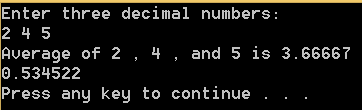 Enter three decimal numbers:
2 4 5
Average of 2 , 4 , and 5 is 3.66667
0.534522
Press any key to continue . . .